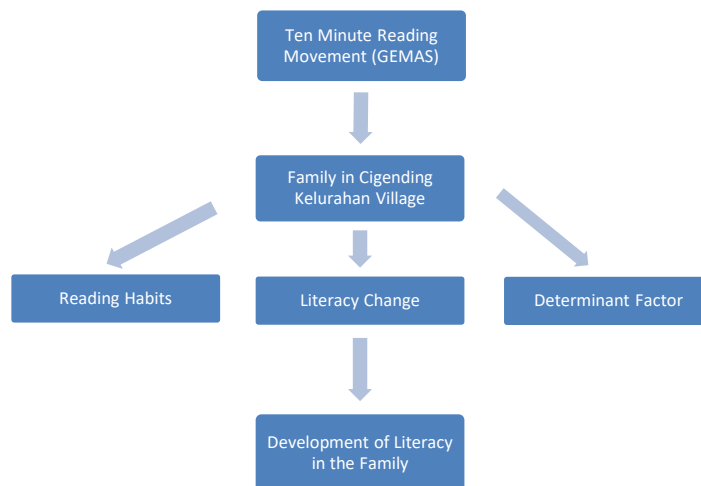 Ten Minute Reading
Movement (GEMAS)
Family in Cigending
Kelurahan Village
Reading Habits
Literacy Change
Determinant Factor
Development of Literacy
in the Family